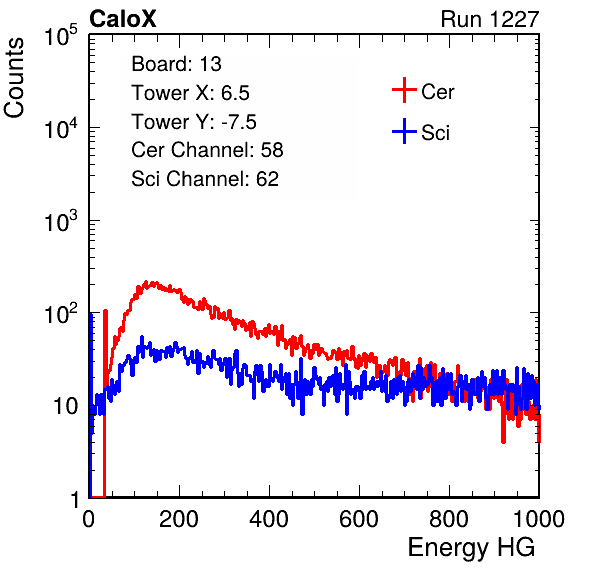 CaloX Run 1227
Counts
10^5
10^4
10^3
10^2
10
1
Board: 13
Tower X: 6.5
Tower Y: -7.5
Cer Channel: 58
Sci Channel: 62
Cer
Sci
0 200 400 600 800 1000
Energy HG